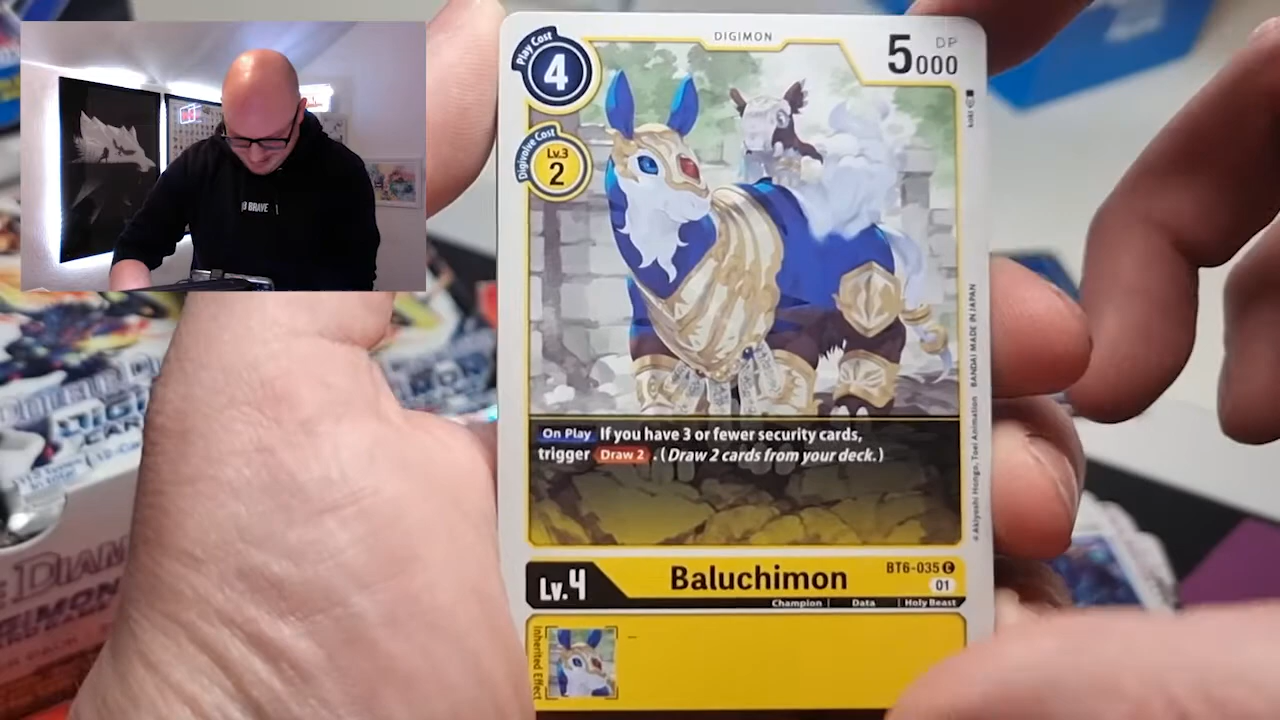 DIGIMON
Play Cost
4
5000
DP
Digivolve Cost
Lv.3
2
BRAVE
On Play If you have 3 or fewer security cards,
trigger Draw 2 . (Draw 2 cards from your deck.)
© Akiyoshi Hongo, Toei Animation BANDAI MADE IN JAPAN
Lv.4
Baluchimon
BT6-035 C
01
Champion | Data | Holy Beast
Inherited Effect
-
DIAM